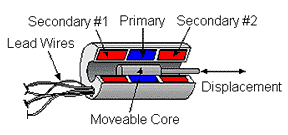 Secondary #1
Primary
Secondary #2
Lead Wires
Displacement
Moveable Core